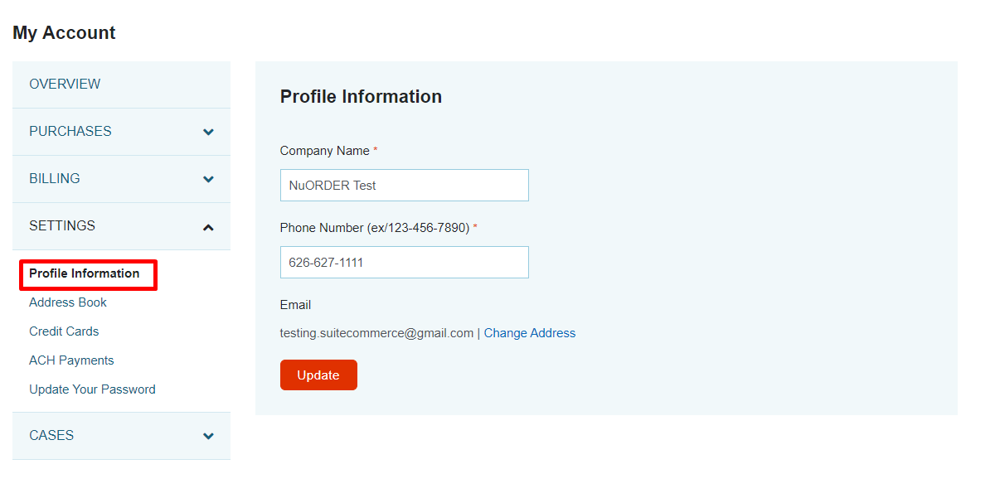 My Account
OVERVIEW
PURCHASES
BILLING
SETTINGS
Profile Information
Address Book
Credit Cards
ACH Payments
Update Your Password
CASES
Profile Information
Company Name *
NuORDER Test
Phone Number (ex/123-456-7890) *
626-627-1111
Email
testing.suitecommerce@gmail.com | Change Address
Update